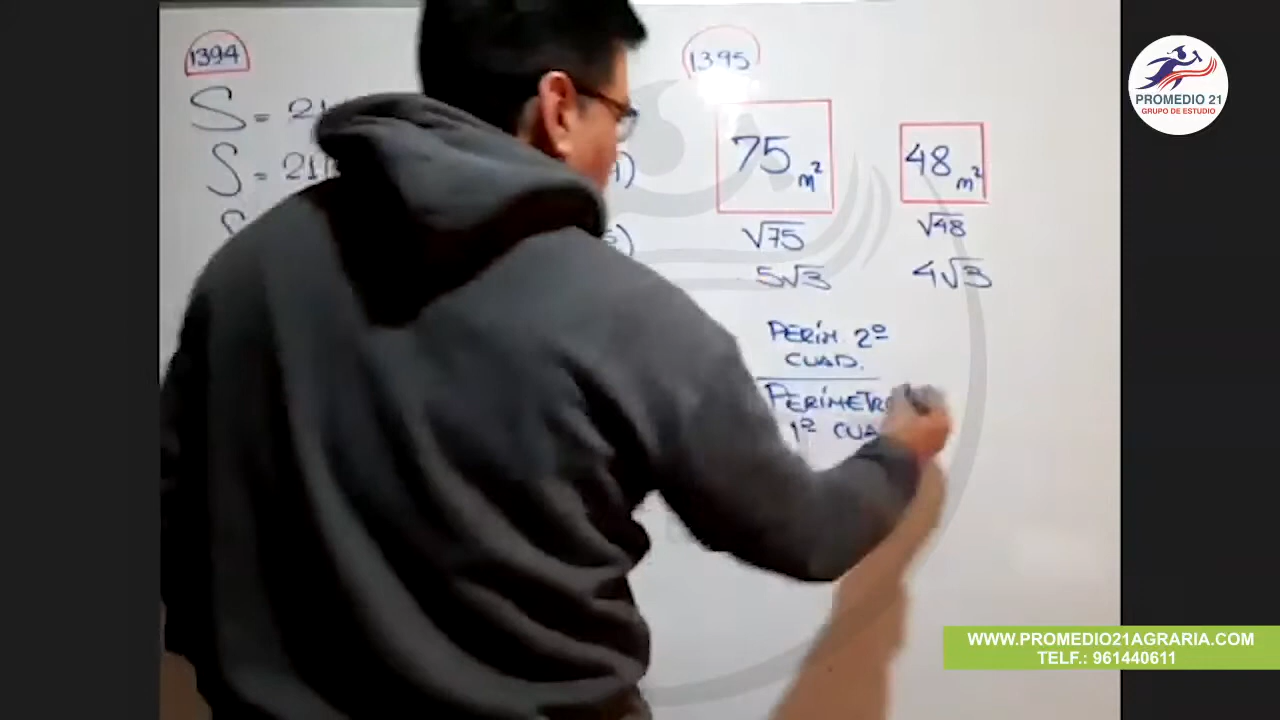 1394
S = 21
S = 21
1395
75 m²
48 m²
√75
√48
5√3
4√3
PERÍM. 2º
CUAD.
PERÍMETRO
1º CUA
PROMEDIO 21
GRUPO DE ESTUDIO
WWW.PROMEDIO21AGRARIA.COM
TELF.: 961440611